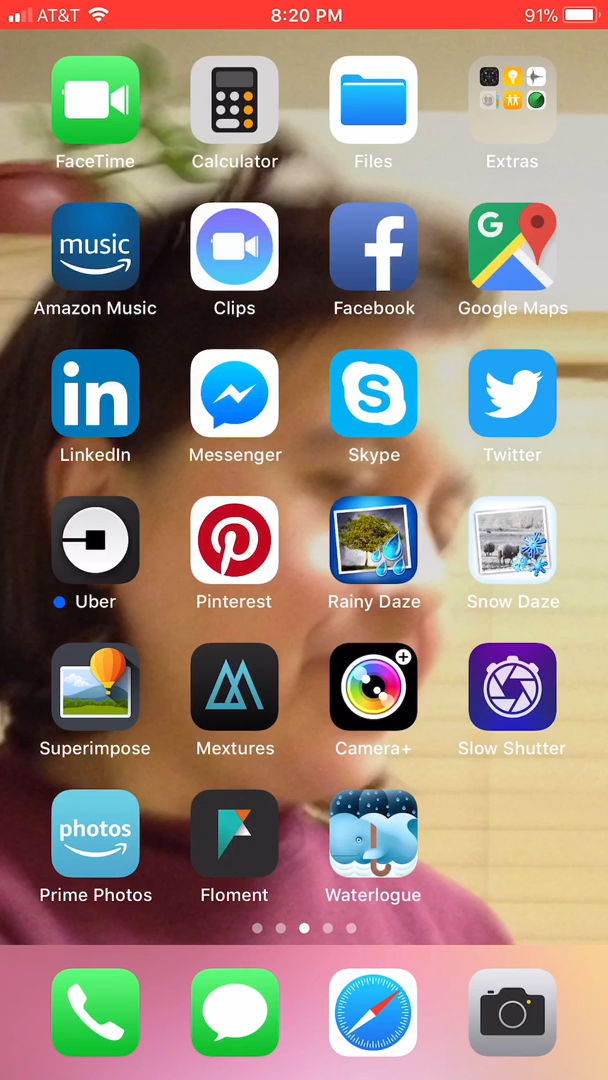 AT&T 8:20 PM 91%
FaceTime Calculator Files Extras
music
G
Amazon Music Clips Facebook Google Maps
in
LinkedIn Messenger Skype Twitter
Uber Pinterest Rainy Daze Snow Daze
Superimpose Mextures Camera+ Slow Shutter
photos
Prime Photos Floment Waterlogue